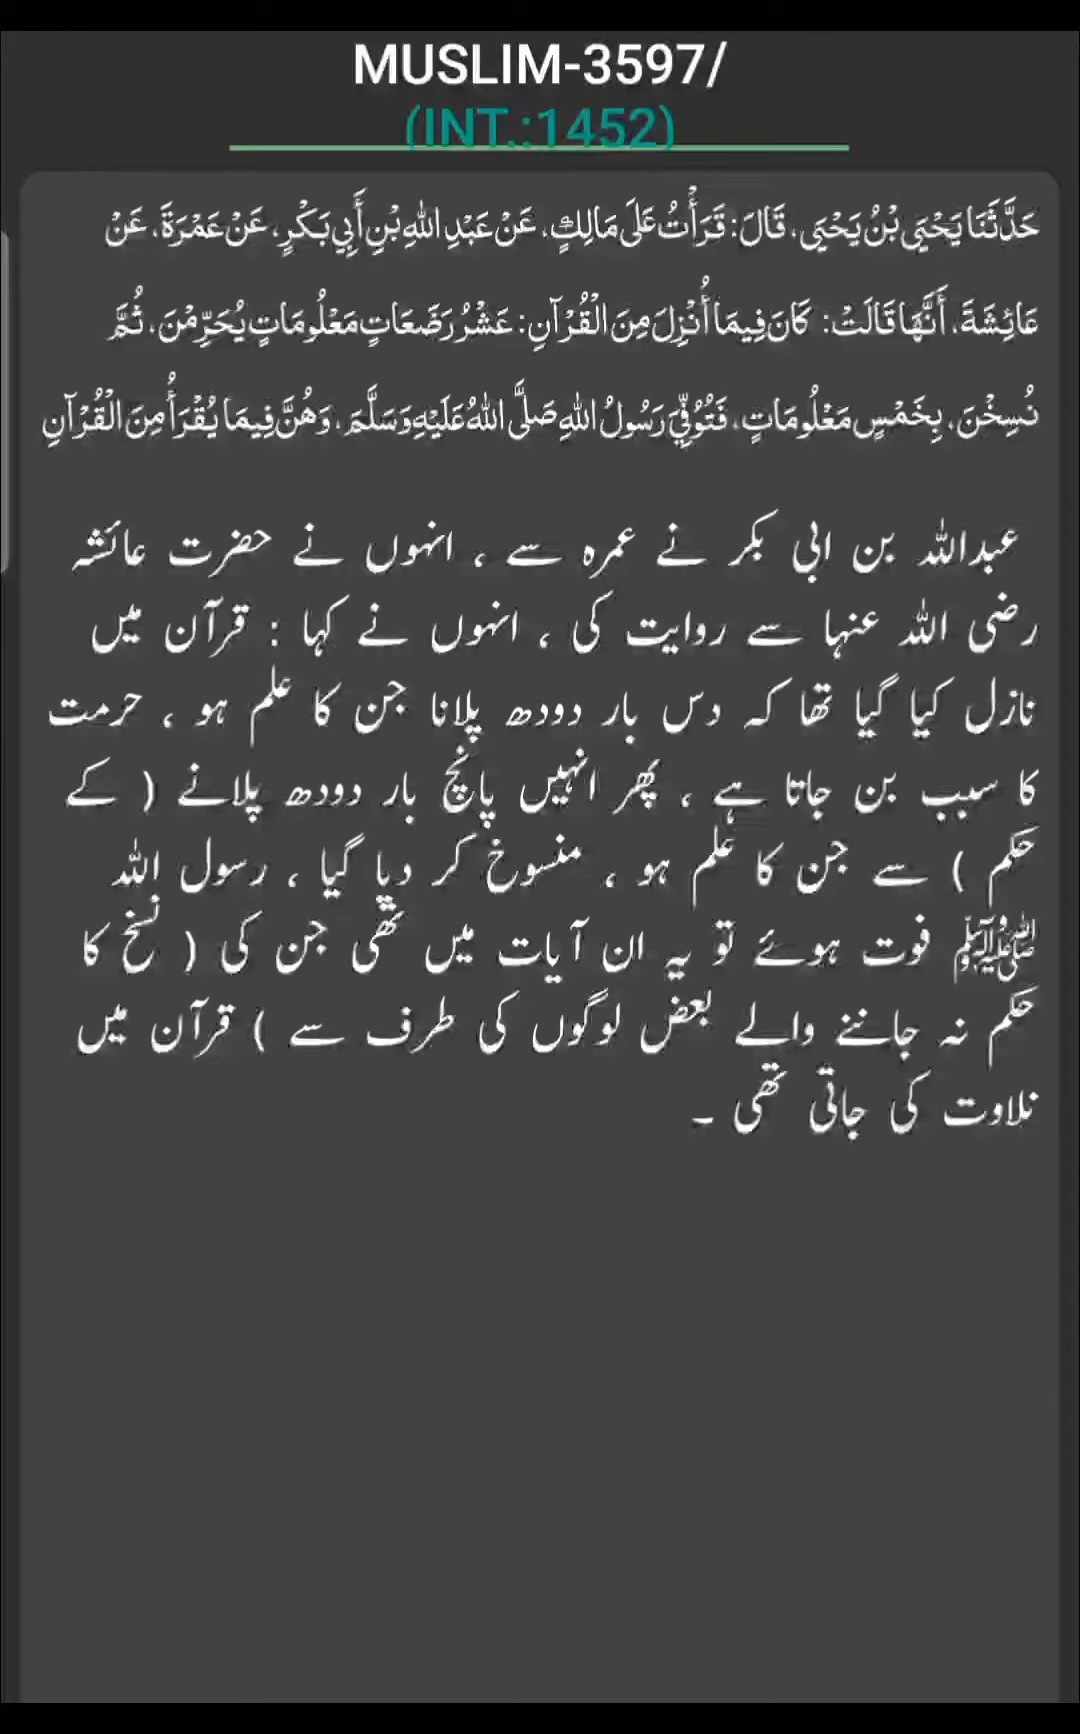 MUSLIM-3597/
(INT.:1452)
حَدَّثَنَا يَحْيَى بْنُ يَحْيَى، قَالَ: قَرَأْتُ عَلَى مَالِكٍ، عَنْ عَبْدِ اللهِ بْنِ أَبِي بَكْرٍ، عَنْ عَمْرَةَ، عَنْ
عَائِشَةَ، أَنَّهَا قَالَتْ: كَانَ فِيمَا أُنْزِلَ مِنَ الْقُرْآنِ: عَشْرُ رَضَعَاتٍ مَعْلُومَاتٍ يُحَرِّمْنَ، ثُمَّ
نُسِخْنَ، بِخَمْسٍ مَعْلُومَاتٍ، فَتُوُفِّيَ رَسُولُ اللهِ صَلَّى اللهُ عَلَيْهِ وَسَلَّمَ، وَهُنَّ فِيمَا يُقْرَأُ مِنَ الْقُرْآنِ
عبداللہ بن ابی بکر نے عمرہ سے ، انہوں نے حضرت عائشہ
رضی اللہ عنہا سے روایت کی ، انہوں نے کہا : قرآن میں
نازل کیا گیا تھا کہ دس بار دودھ پلانا جن کا علم ہو ، حرمت
کا سبب بن جاتا ہے ، پھر انہیں پانچ بار دودھ پلانے ( کے
حکم ) سے جن کا علم ہو ، منسوخ کر دیا گیا ، رسول اللہ
ﷺ فوت ہوئے تو یہ ان آیات میں تھی جن کی ( نسخ کا
حکم نہ جاننے والے بعض لوگوں کی طرف سے ) قرآن میں
تلاوت کی جاتی تھی ۔